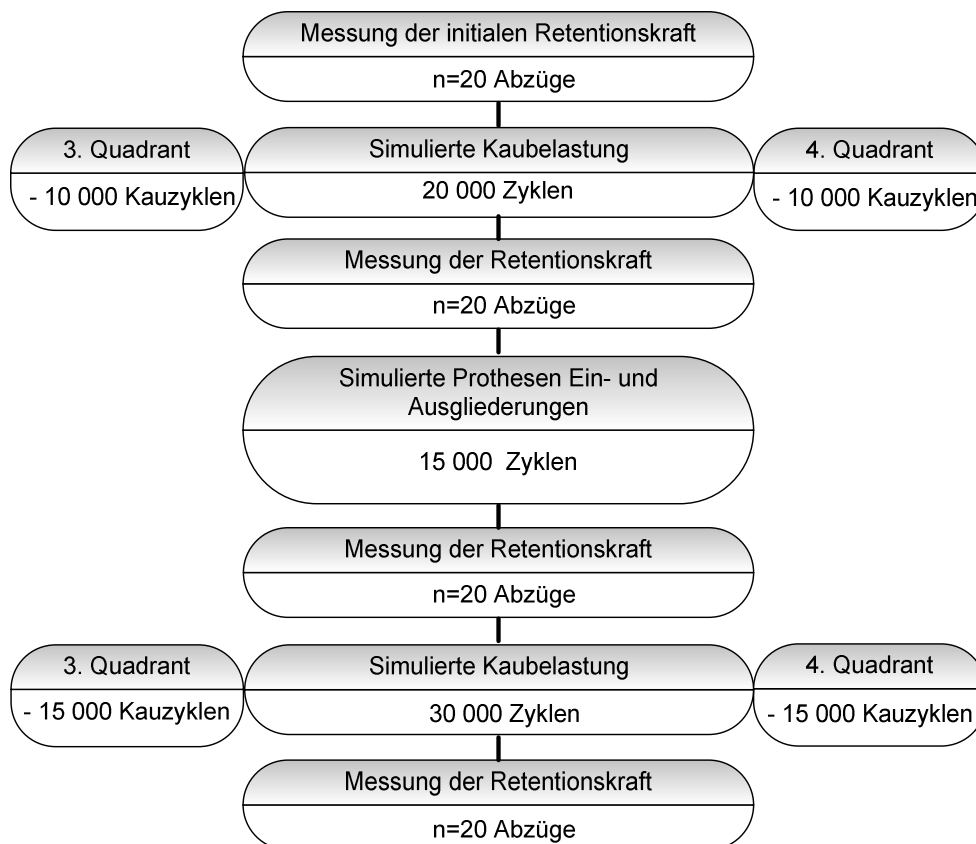 Messung der initialen Retentionskraft
n=20 Abzüge
3. Quadrant
- 10 000 Kauzyklen
Simulierte Kaubelastung
20 000 Zyklen
4. Quadrant
- 10 000 Kauzyklen
Messung der Retentionskraft
n=20 Abzüge
Simulierte Prothesen Ein- und
Ausgliederungen
15 000 Zyklen
Messung der Retentionskraft
n=20 Abzüge
3. Quadrant
- 15 000 Kauzyklen
Simulierte Kaubelastung
30 000 Zyklen
4. Quadrant
- 15 000 Kauzyklen
Messung der Retentionskraft
n=20 Abzüge